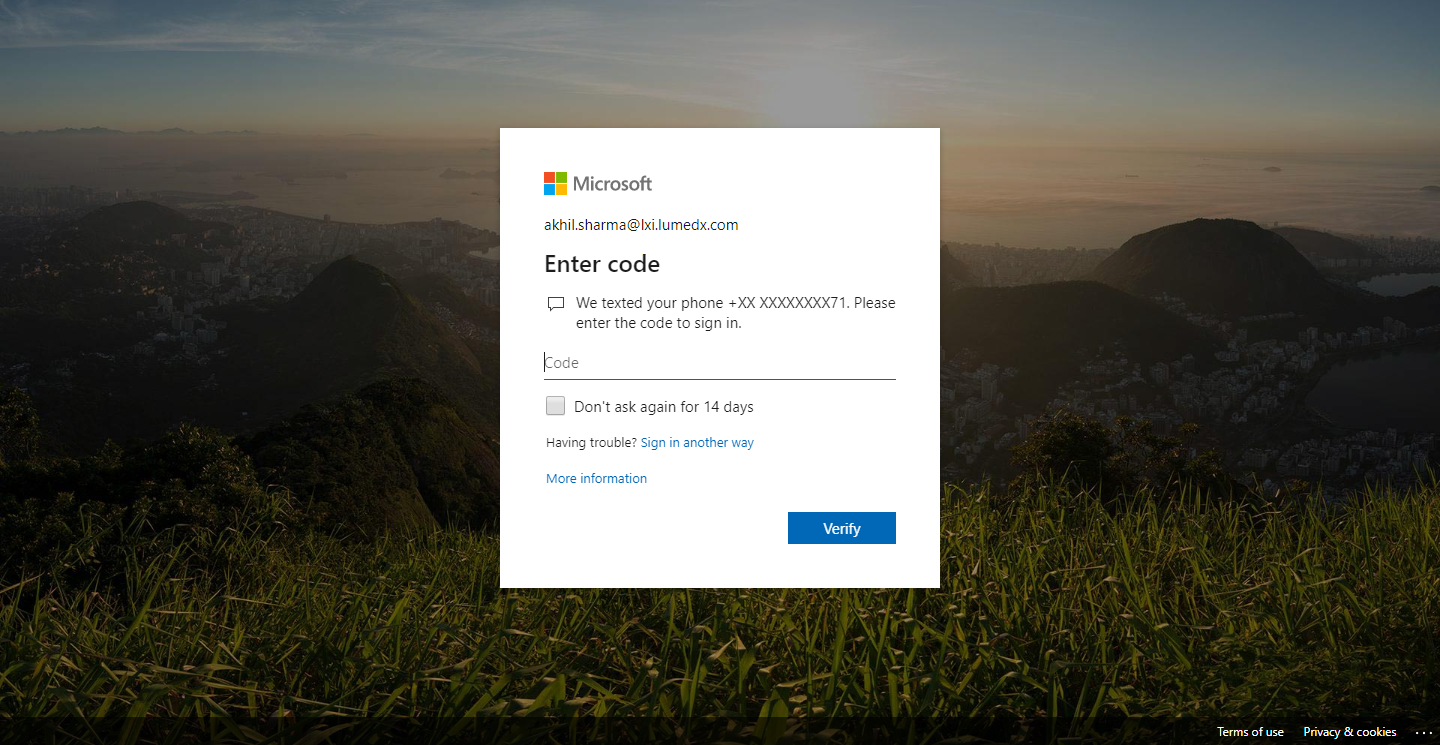 Microsoft
akhil.sharma@lxi.lumedx.com
Enter code
We texted your phone +XX XXXXXXXX71. Please
enter the code to sign in.
Code
Don't ask again for 14 days
Having trouble? Sign in another way
More information
Verify
Terms of use Privacy & cookies ...